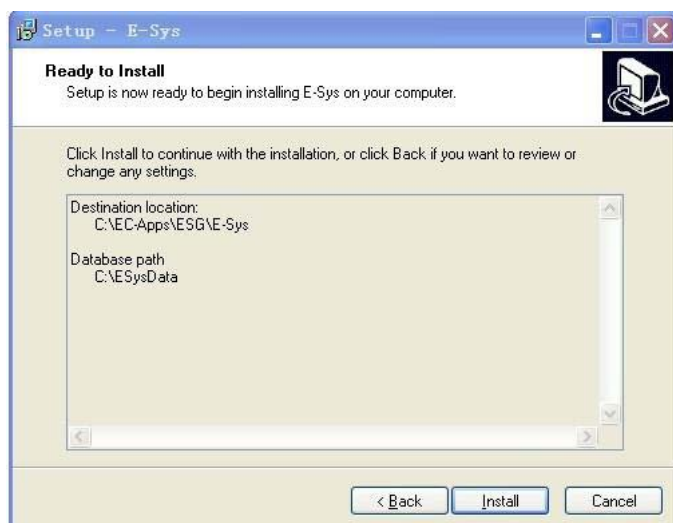 Setup - E-Sys
Ready to Install
Setup is now ready to begin installing E-Sys on your computer.
Click Install to continue with the installation, or click Back if you want to review or
change any settings.
Destination location:
C:\EC-Apps\ESG\E-Sys
Database path
C:\ESysData
< Back
Install
Cancel